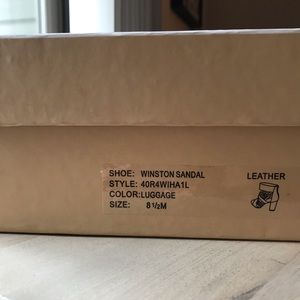 SHOE: WINSTON SANDAL
STYLE: 40R4WIHA1L
COLOR: LUGGAGE
SIZE: 8 1/2M
LEATHER